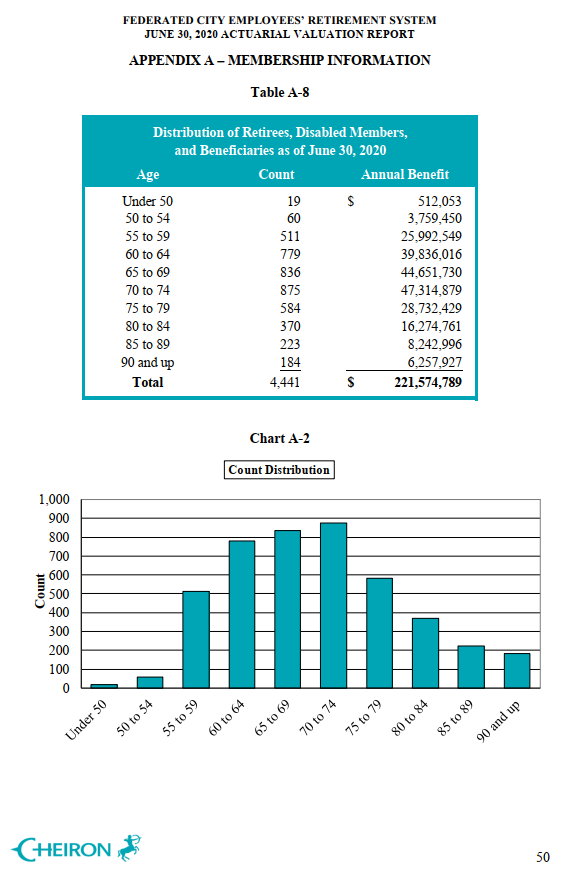 FEDERATED CITY EMPLOYEES’ RETIREMENT SYSTEM
JUNE 30, 2020 ACTUARIAL VALUATION REPORT
APPENDIX A – MEMBERSHIP INFORMATION
Table A-8
Distribution of Retirees, Disabled Members,
and Beneficiaries as of June 30, 2020
Age Count Annual Benefit
Under 50 19 $ 512,053
50 to 54 60 3,759,450
55 to 59 511 25,992,549
60 to 64 779 39,836,016
65 to 69 836 44,651,730
70 to 74 875 47,314,879
75 to 79 584 28,732,429
80 to 84 370 16,274,761
85 to 89 223 8,242,996
90 and up 184 6,257,927
Total 4,441 $ 221,574,789
Chart A-2
Count Distribution
1,000
900
800
700
600
500
400
300
200
100
0
Count
Under 50 50 to 54 55 to 59 60 to 64 65 to 69 70 to 74 75 to 79 80 to 84 85 to 89 90 and up
CHEIRON
50